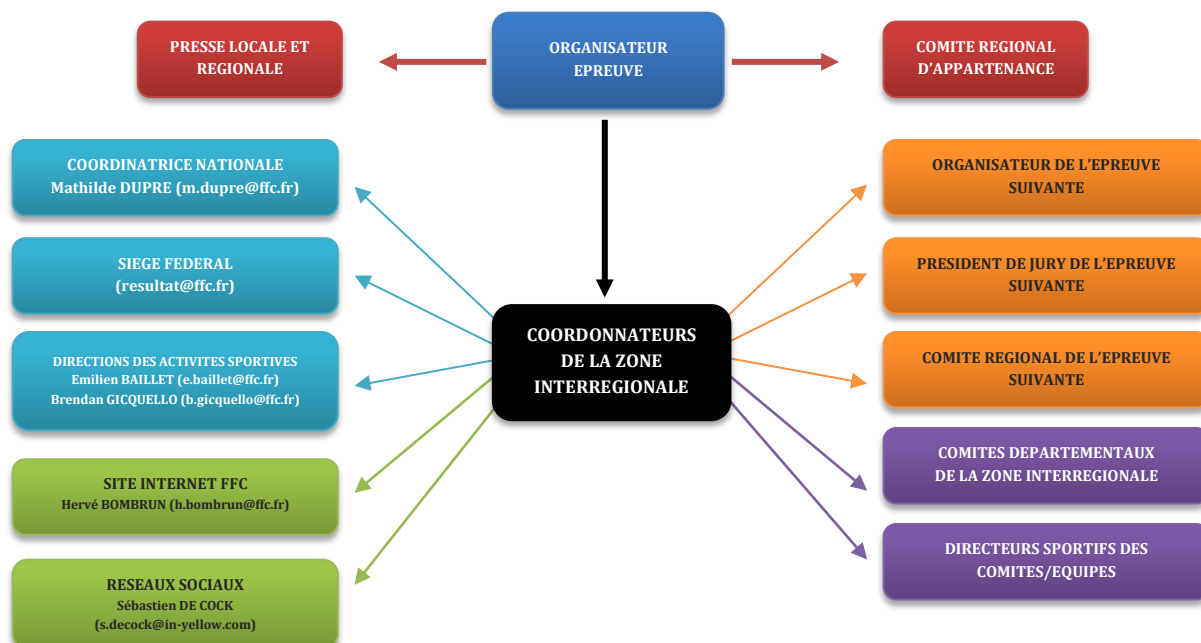 PRESSE LOCALE ET
REGIONALE
ORGANISATEUR
EPREUVE
COMITE REGIONAL
D'APPARTENANCE
COORDINATRICE NATIONALE
Mathilde DUPRE (m.dupre@ffc.fr)
SIEGE FEDERAL
(resultat@ffc.fr)
DIRECTIONS DES ACTIVITES SPORTIVES
Emilien BAILLET (e.baillet@ffc.fr)
Brendan GICQUELLO (b.gicquello@ffc.fr)
SITE INTERNET FFC
Hervé BOMBRUN (h.bombrun@ffc.fr)
RESEAUX SOCIAUX
Sébastien DE COCK
(s.decock@in-yellow.com)
COORDONNATEURS
DE LA ZONE
INTERREGIONALE
ORGANISATEUR DE L'EPREUVE
SUIVANTE
PRESIDENT DE JURY DE L'EPREUVE
SUIVANTE
COMITE REGIONAL DE L'EPREUVE
SUIVANTE
COMITES DEPARTEMENTAUX
DE LA ZONE INTERREGIONALE
DIRECTEURS SPORTIFS DES
COMITES/EQUIPES